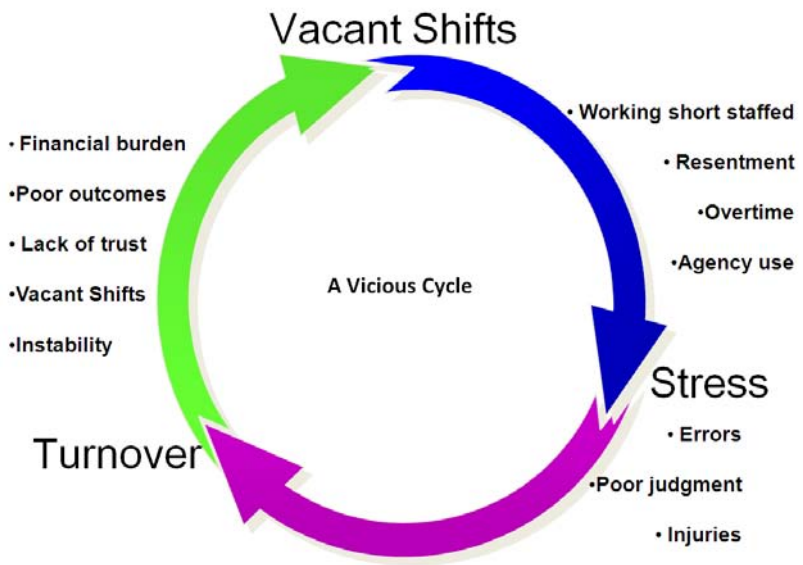 Vacant Shifts
•Working short staffed
• Resentment
•Overtime
•Agency use
Stress
• Errors
•Poor judgment
• Injuries
Turnover
• Financial burden
•Poor outcomes
• Lack of trust
•Vacant Shifts
•Instability
A Vicious Cycle